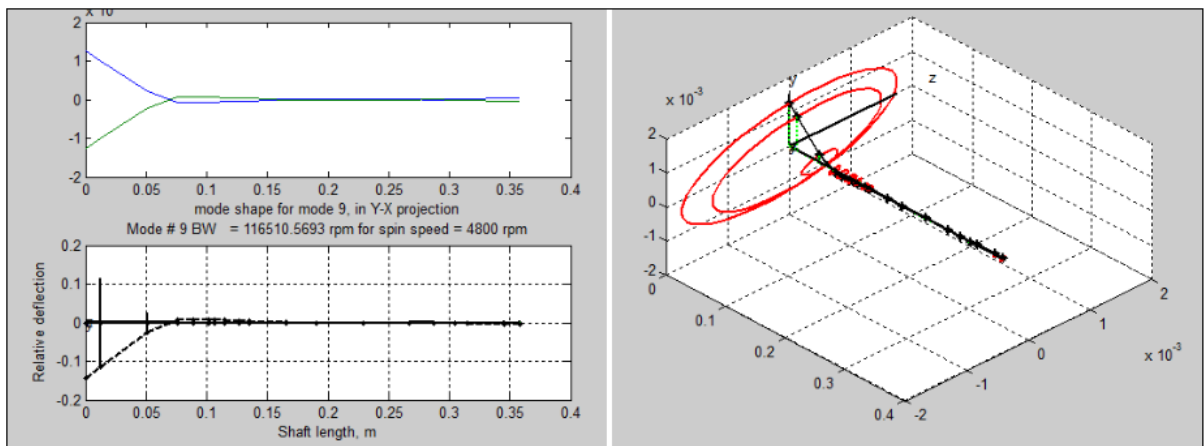 x 10
2
1
0
-1
-2
0 0.05 0.1 0.15 0.2 0.25 0.3 0.35 0.4
mode shape for mode 9, in Y-X projection
Mode # 9 BW = 116510.5693 rpm for spin speed = 4800 rpm
0.2
0.1
0
-0.1
-0.2
Relative deflection
0 0.05 0.1 0.15 0.2 0.25 0.3 0.35 0.4
Shaft length, m
x 10⁻³
2
1
0
-1
-2
y
z
0
0.1
0.2
0.3
0.4
-2
-1
0
1
2
x 10⁻³